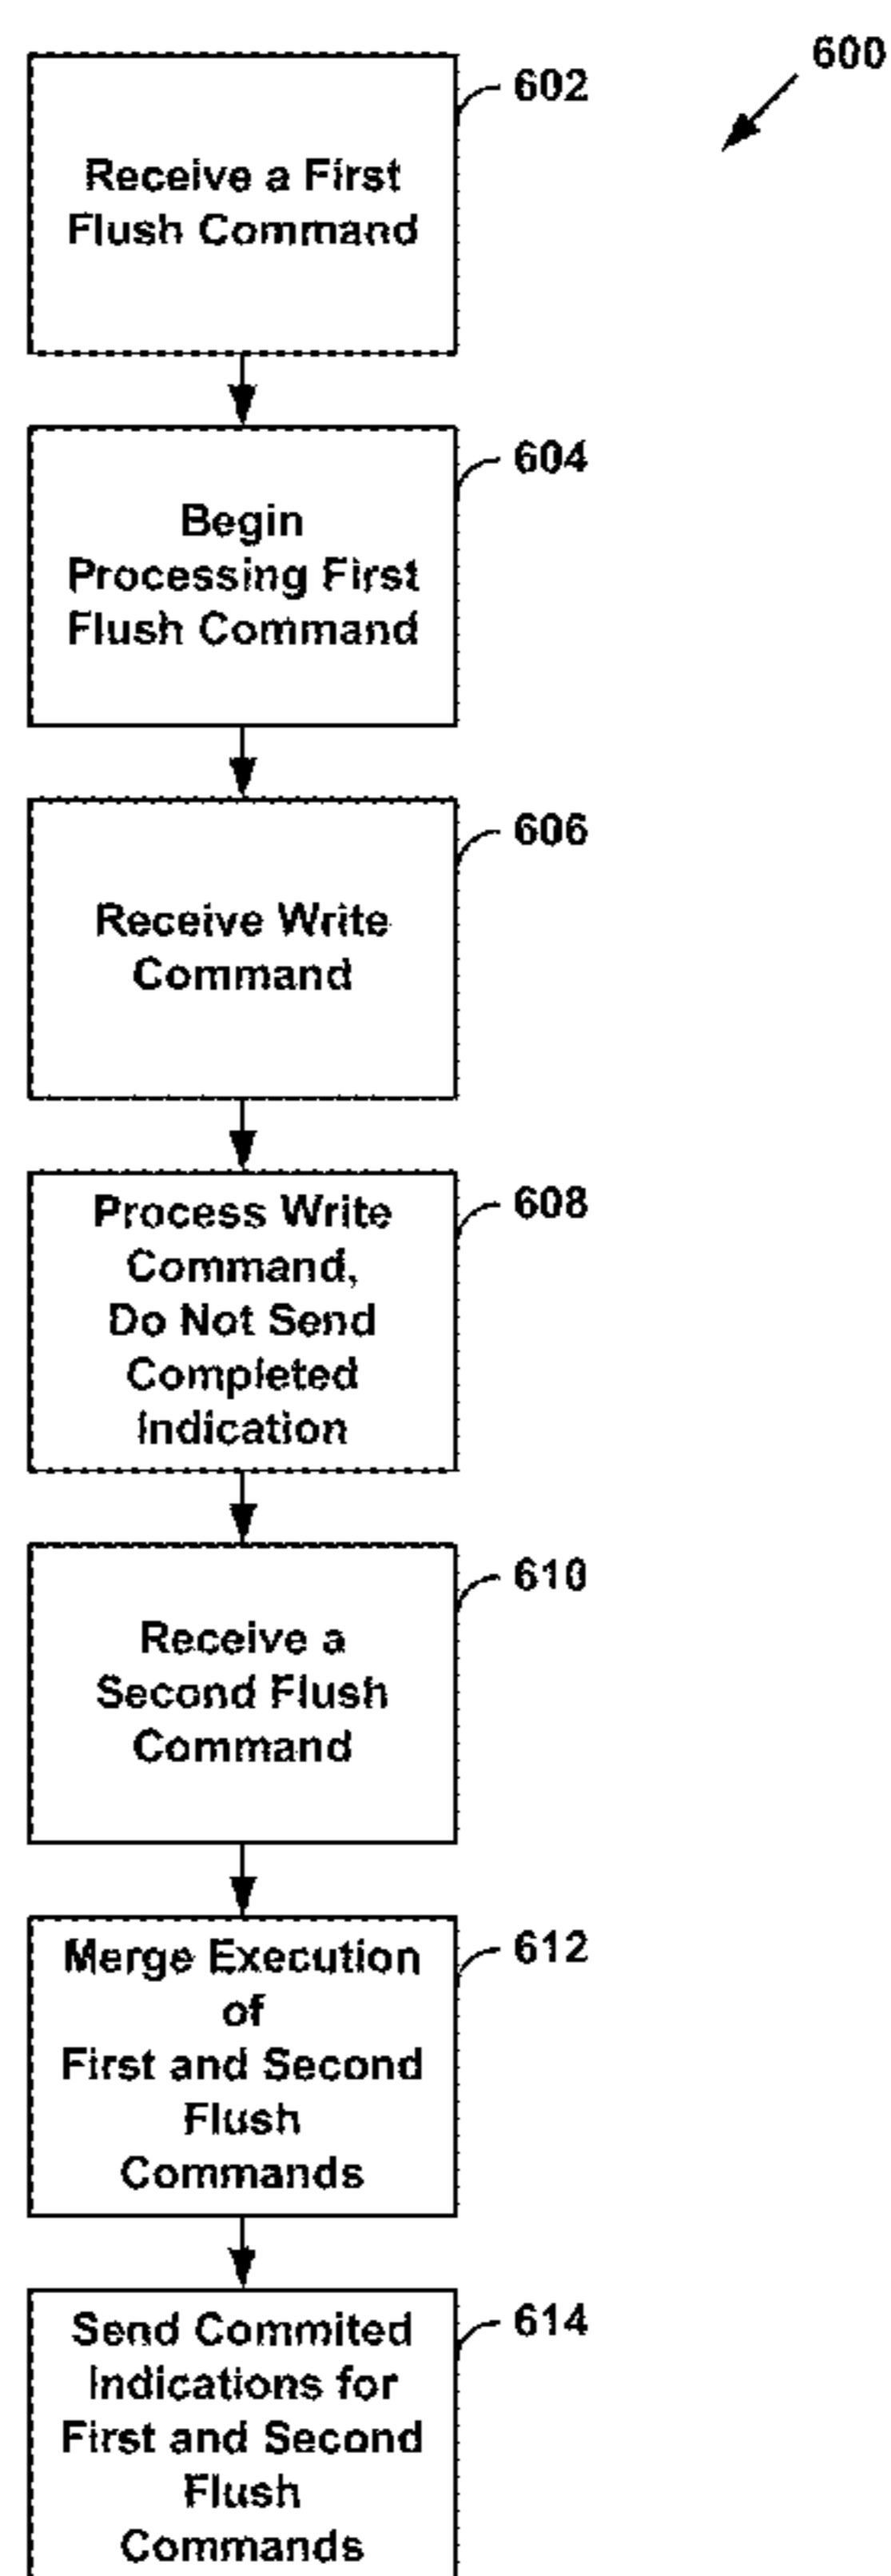 600
602
Receive a First
Flush Command
604
Begin
Processing First
Flush Command
606
Receive Write
Command
608
Process Write
Command,
Do Not Send
Completed
Indication
610
Receive a
Second Flush
Command
612
Merge Execution
of
First and Second
Flush
Commands
614
Send Commited
Indications for
First and Second
Flush
Commands